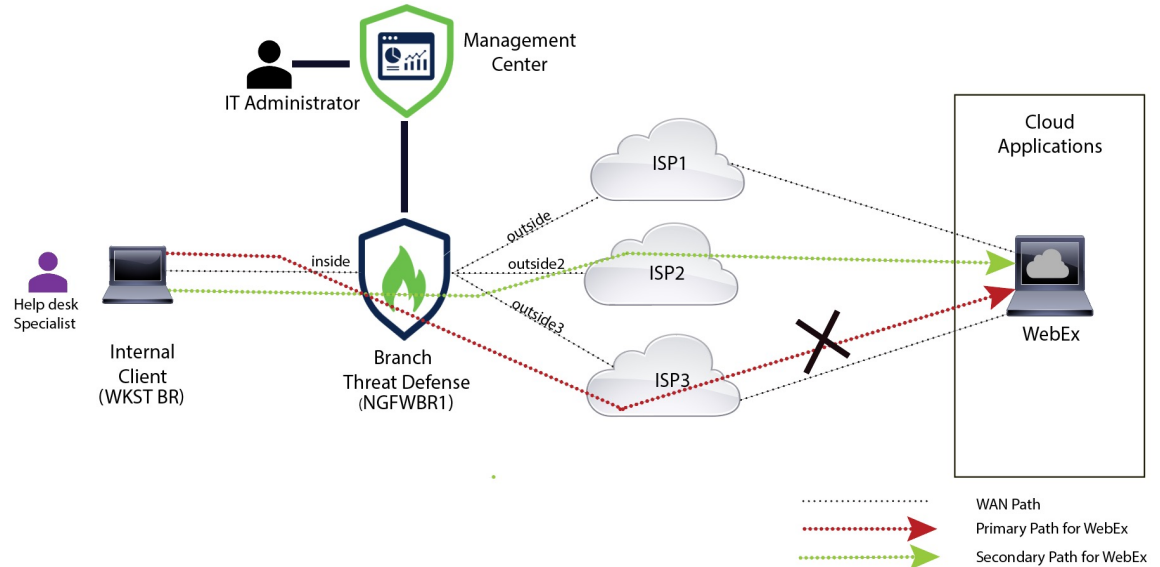 Management
Center
IT Administrator
Cloud
Applications
ISP1
outside
inside
outside2
ISP2
outside3
Help desk
Specialist
WebEx
Internal
Client
(WKST BR)
Branch
Threat Defense
(NGFWBR1)
ISP3
WAN Path
Primary Path for WebEx
Secondary Path for WebEx